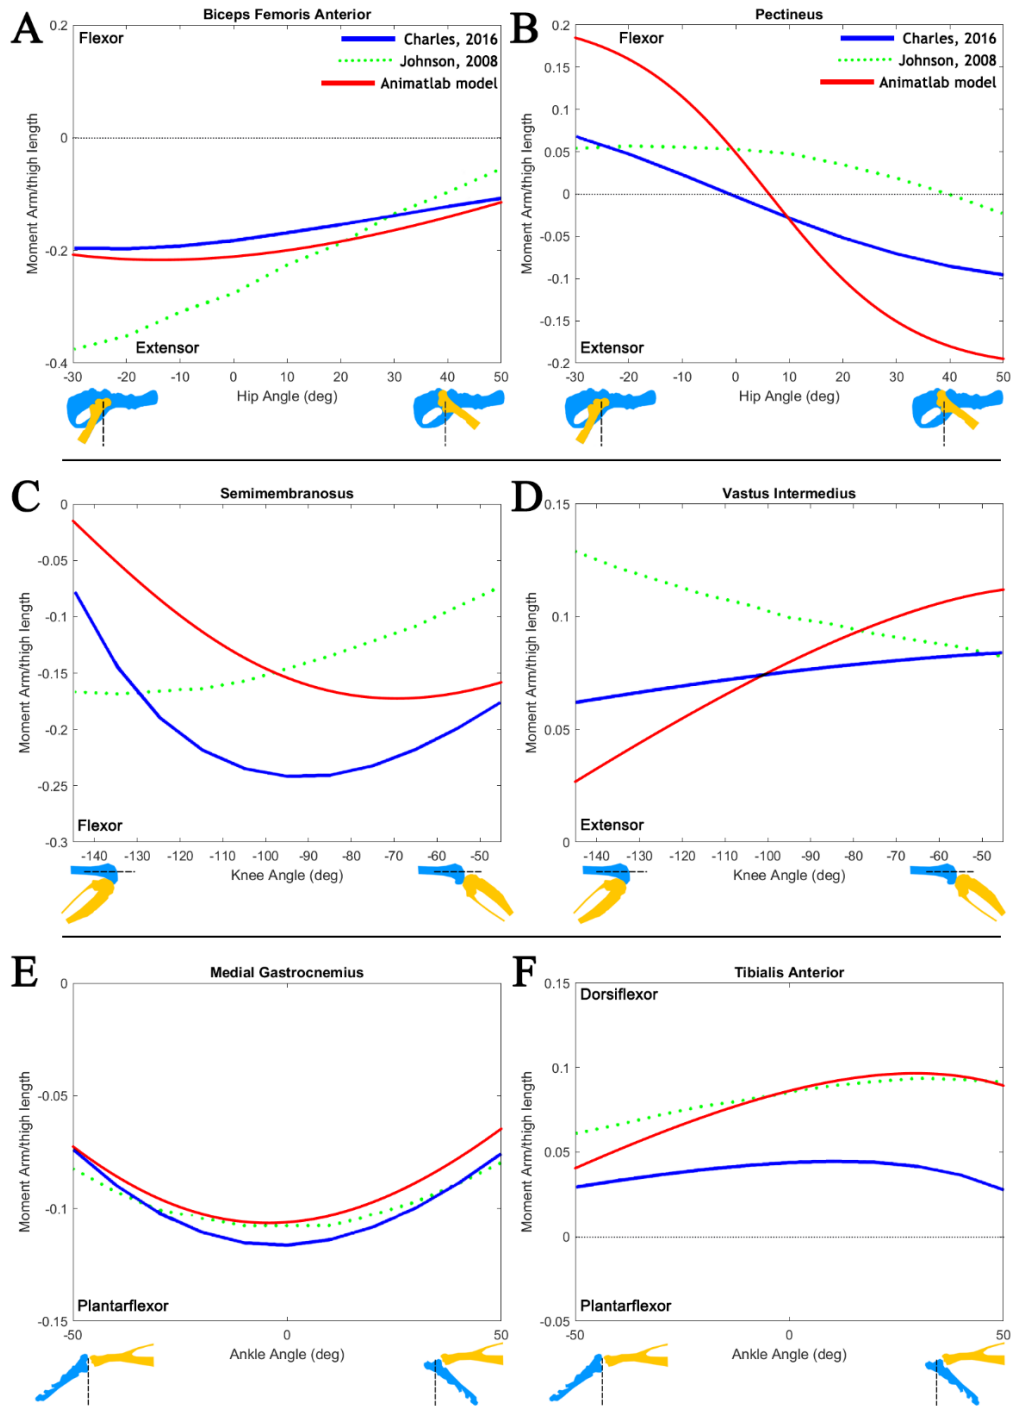 A
Biceps Femoris Anterior
0.2
0
-0.2
-0.4
Moment Arm/thigh length
Flexor
Charles, 2016
Johnson, 2008
Animatlab model
Extensor
-30 -20 -10 0 10 20 30 40 50
Hip Angle (deg)
B
Pectineus
0.2
0.15
0.1
0.05
0
-0.05
-0.1
-0.15
-0.2
Moment Arm/thigh length
Flexor
Charles, 2016
Johnson, 2008
Animatlab model
Extensor
-30 -20 -10 0 10 20 30 40 50
Hip Angle (deg)
C
Semimembranosus
0
-0.05
-0.1
-0.15
-0.2
-0.25
-0.3
Moment Arm/thigh length
Flexor
-140 -130 -120 -110 -100 -90 -80 -70 -60 -50
Knee Angle (deg)
D
Vastus Intermedius
0.15
0.1
0.05
0
Moment Arm/thigh length
Extensor
-140 -130 -120 -110 -100 -90 -80 -70 -60 -50
Knee Angle (deg)
E
Medial Gastrocnemius
0
-0.05
-0.1
-0.15
Moment Arm/thigh length
Plantarflexor
-50 0 50
Ankle Angle (deg)
F
Tibialis Anterior
0.15
0.1
0.05
0
-0.05
Moment Arm/thigh length
Dorsiflexor
Plantarflexor
-50 0 50
Ankle Angle (deg)